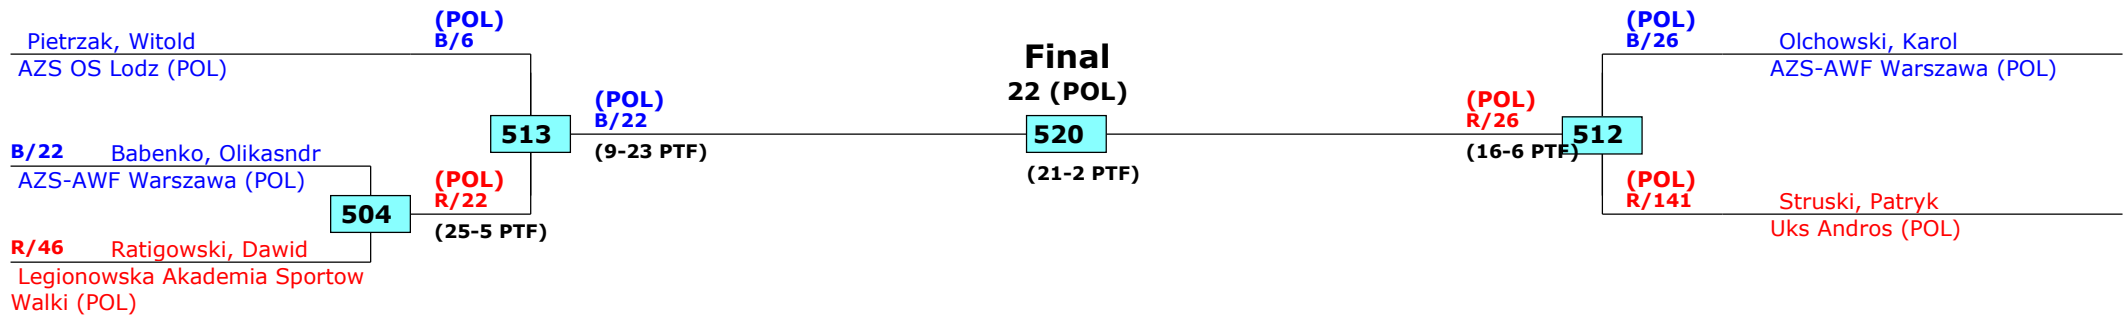 (POL)
B/6
Pietrzak, Witold
AZS OS Lodz (POL)
B/22 Babenko, Olikasndr
AZS-AWF Warszawa (POL)
504
R/46 Ratigowski, Dawid
Legionowska Akademia Sportow
Walki (POL)
(POL)
R/22
(25-5 PTF)
513
(POL)
B/22
(9-23 PTF)
Final
22 (POL)
520
(21-2 PTF)
(POL)
R/26
(16-6 PTF)
512
(POL)
B/26
Olchowski, Karol
AZS-AWF Warszawa (POL)
(POL)
R/141
Struski, Patryk
Uks Andros (POL)